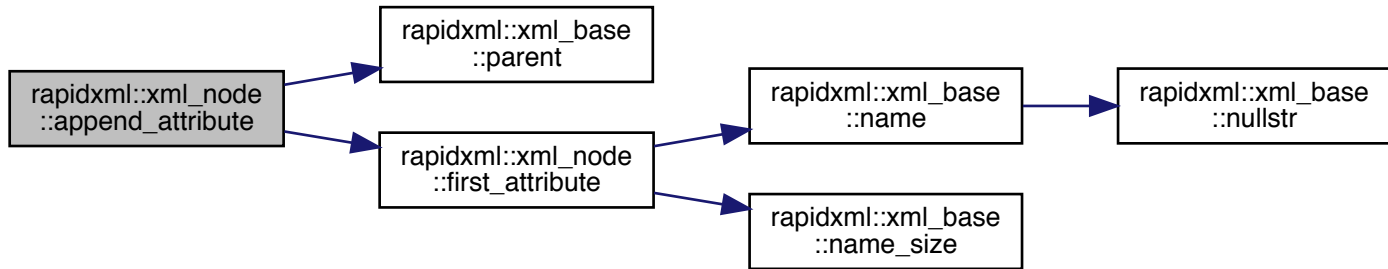 rapidxml::xml_node
::append_attribute
rapidxml::xml_base
::parent
rapidxml::xml_node
::first_attribute
rapidxml::xml_base
::name
rapidxml::xml_base
::name_size
rapidxml::xml_base
::nullstr